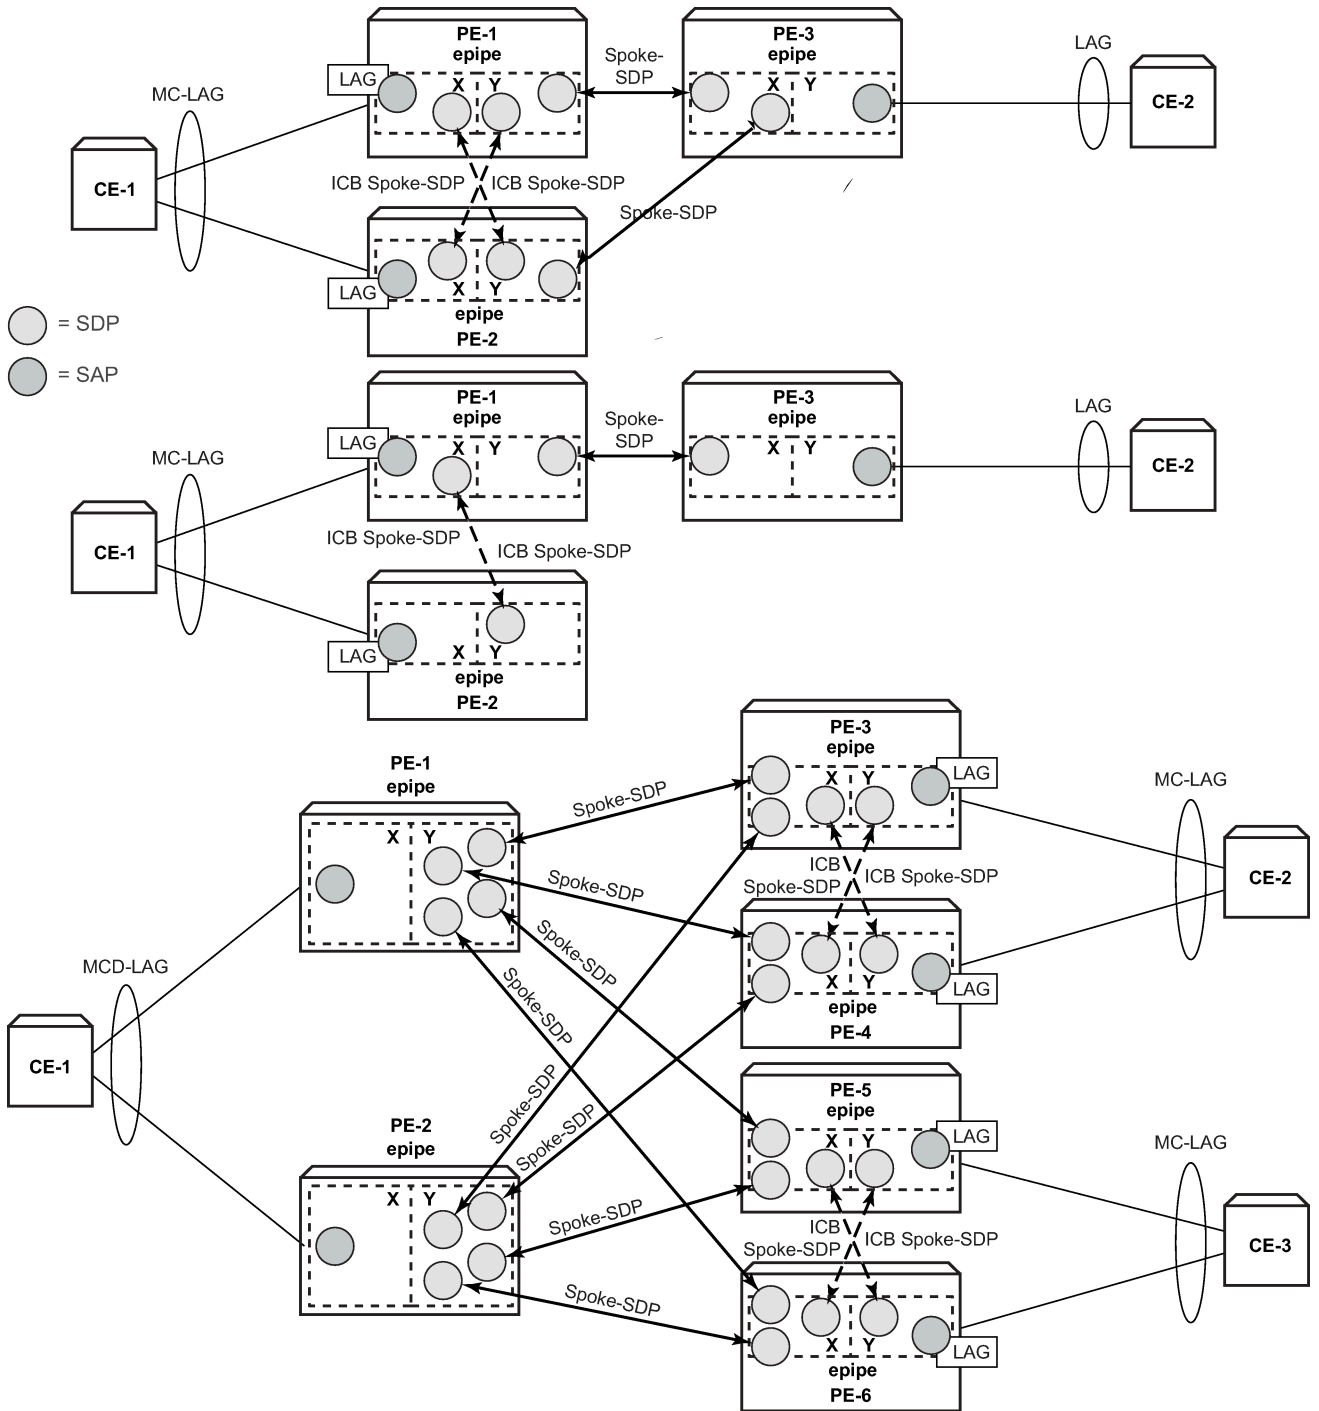 PE-1
epipe
PE-3
epipe
Spoke-
SDP
LAG
CE-2
LAG
X Y
X Y
MC-LAG
CE-1
ICB Spoke-SDP
ICB Spoke-SDP
Spoke-SDP
LAG
X Y
epipe
PE-2
= SDP
= SAP
PE-1
epipe
PE-3
epipe
Spoke-
SDP
LAG
CE-2
LAG
X Y
X Y
MC-LAG
CE-1
ICB Spoke-SDP
ICB Spoke-SDP
LAG
X Y
epipe
PE-2
PE-1
epipe
X Y
PE-3
epipe
X Y
LAG
MC-LAG
CE-2
Spoke-SDP
Spoke-SDP
Spoke-SDP
Spoke-SDP
ICB
Spoke-SDP
ICB Spoke-SDP
X Y
LAG
epipe
PE-4
MCD-LAG
CE-1
PE-2
epipe
X Y
Spoke-SDP
Spoke-SDP
Spoke-SDP
Spoke-SDP
PE-5
epipe
X Y
LAG
MC-LAG
CE-3
ICB
Spoke-SDP
ICB Spoke-SDP
X Y
LAG
epipe
PE-6